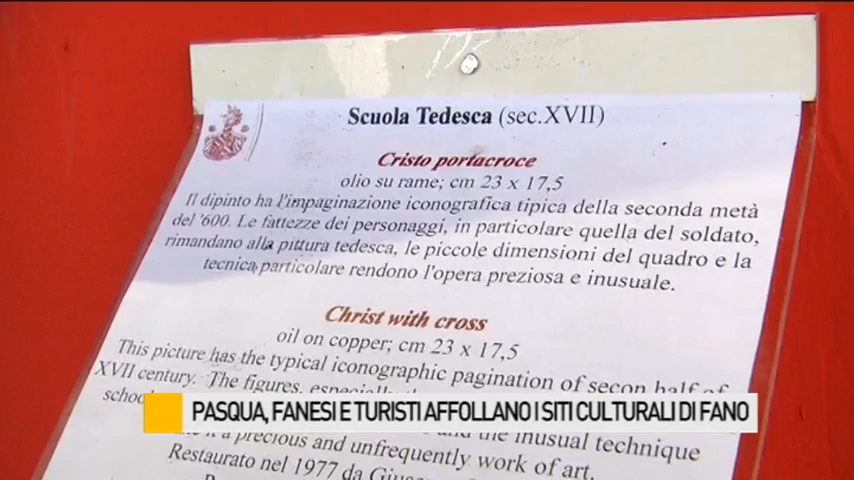 Scuola Tedesca (sec.XVII)
Cristo portacroce
olio su rame; cm 23 x 17,5
Il dipinto ha l'impaginazione iconografica tipica della seconda metà
del '600. Le fattezze dei personaggi, in particolare quella del soldato,
rimandano alla pittura tedesca, le piccole dimensioni del quadro e la
tecnica particolare rendono l'opera preziosa e inusuale.
Christ with cross
oil on copper; cm 23 x 17,5
This picture has the typical iconographic pagination of secon half of
XVII century. The figures, especially
PASQUA, FANESI E TURISTI AFFOLLANO I SITI CULTURALI DI FANO
the inusual technique
a precious and unfrequently work of art.
Restaurato nel 1977 da